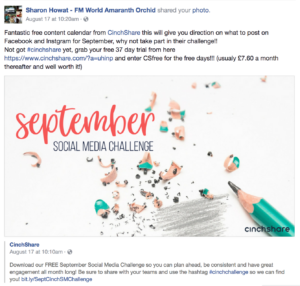 Sharon Howat - FM World Amaranth Orchid shared your photo.
August 17 at 10:20am ·
Fantastic free content calendar from CinchShare this will give you direction on what to post on
Facebook and Instgram for September, why not take part in their challenge!!
Not got #cinchshare yet, grab your free 37 day trial from here
https://www.cinchshare.com/?a=uhinp and enter CSfree for the free days!!! (usualy £7.60 a month
thereafter and well worth it!)
september
SOCIAL MEDIA CHALLENGE
cinchshare
CinchShare
August 17 at 10:10am ·
Download our FREE September Social Media Challenge so you can plan ahead, be consistent and have great
engagement all month long! Be sure to share with your teams and use the hashtag #cinchchallenge so we can find
you! bit.ly/SeptCinchSMChallenge